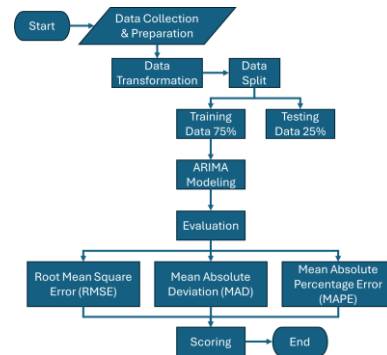 Start
Data Collection
& Preparation
Data
Transformation
Data
Split
Training
Data 75%
Testing
Data 25%
ARIMA
Modeling
Evaluation
Root Mean Square
Error (RMSE)
Mean Absolute
Deviation (MAD)
Mean Absolute
Percentage Error
(MAPE)
Scoring
End